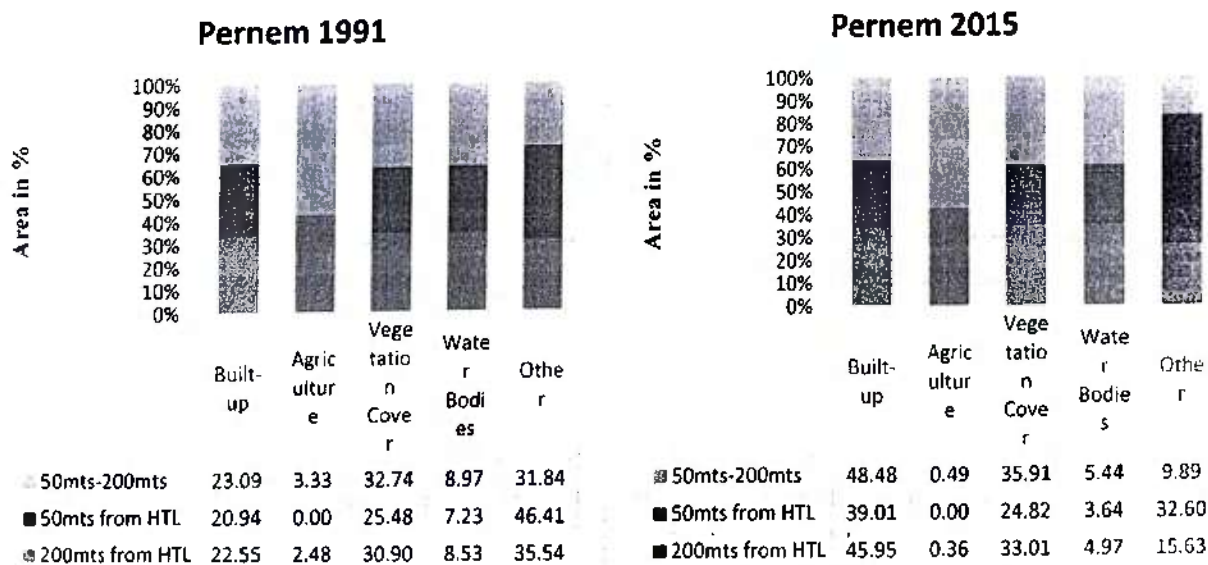 Pernem 1991
Area in %
100%
90%
80%
70%
60%
50%
40%
30%
20%
10%
0%
Built-
up
Agric
ultur
e
Vege
tatio
n
Cove
r
Wate
r
Bodi
es
Othe
r
50mts-200mts 23.09 3.33 32.74 8.97 31.84
50mts from HTL 20.94 0.00 25.48 7.23 46.41
200mts from HTL 22.55 2.48 30.90 8.53 35.54
Pernem 2015
Area in %
100%
90%
80%
70%
60%
50%
40%
30%
20%
10%
0%
Built-
up
Agric
ultur
e
Vege
tatio
n
Cove
r
Wate
r
Bodie
s
Othe
r
50mts-200mts 48.48 0.49 35.91 5.44 9.89
50mts from HTL 39.01 0.00 24.82 3.64 32.60
200mts from HTL 45.95 0.36 33.01 4.97 15.63